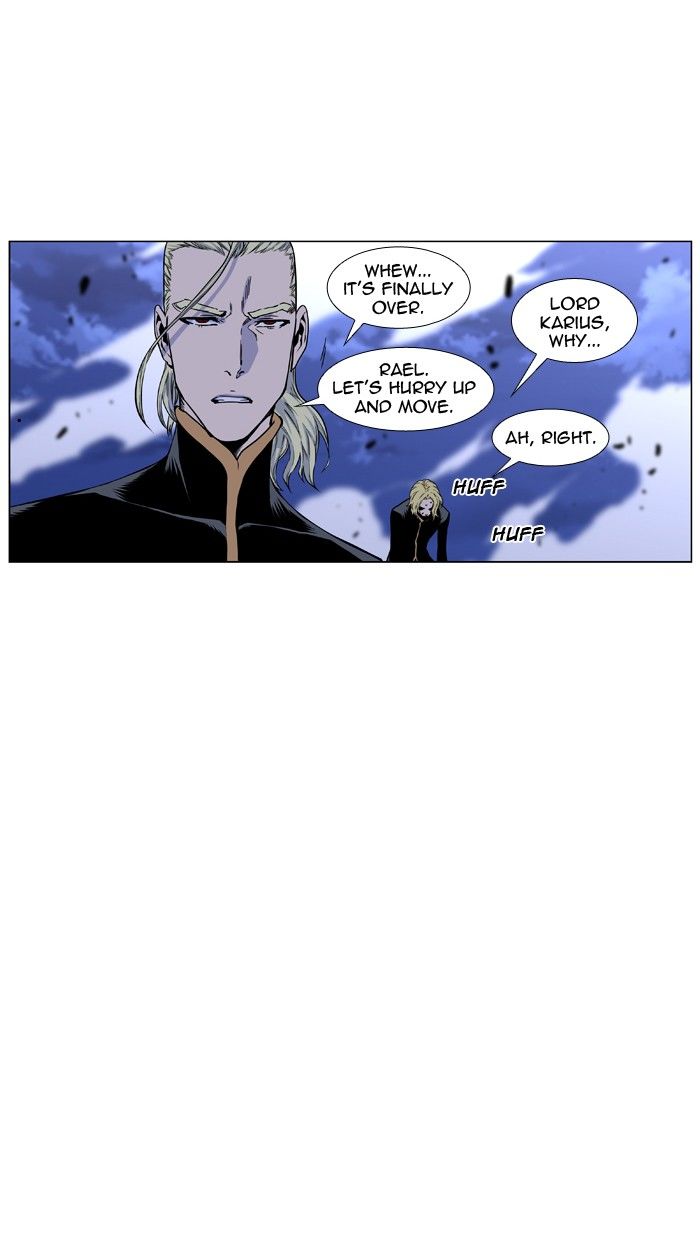 WHEW...
IT'S FINALLY
OVER.
RAEL.
LET'S HURRY UP
AND MOVE.
LORD
KARIUS,
WHY...
AH, RIGHT.
HUFF
HUFF